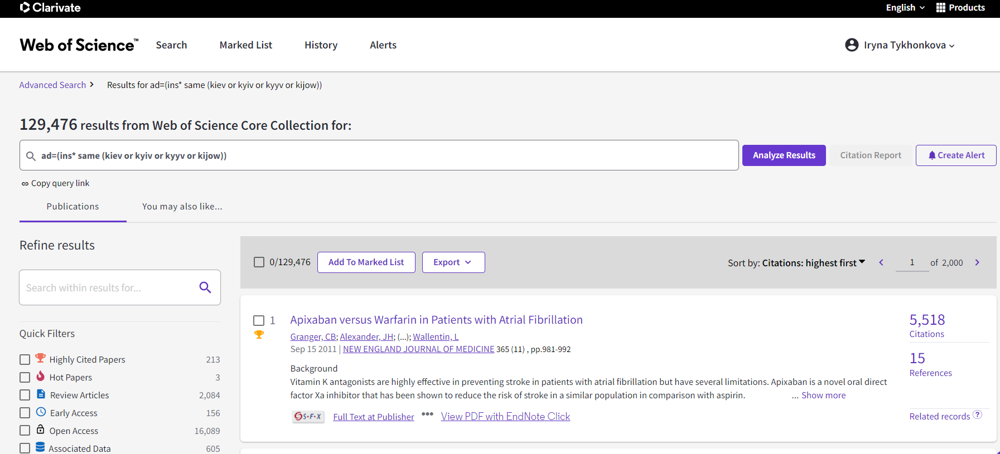 Clarivate English Products
Web of Science™ Search Marked List History Alerts Iryna Tykhonkova
Advanced Search > Results for ad=(ins* same (kiev or kyiv or kyyv or kijow))
129,476 results from Web of Science Core Collection for:
ad=(ins* same (kiev or kyiv or kyyv or kijow)) Analyze Results Citation Report Create Alert
Copy query link
Publications You may also like...
Refine results
0/129,476 Add To Marked List Export Sort by: Citations: highest first < 1 of 2,000 >
Search within results for...
Quick Filters
Highly Cited Papers 213
Hot Papers 3
Review Articles 2,084
Early Access 156
Open Access 16,089
Associated Data 605
1 Apixaban versus Warfarin in Patients with Atrial Fibrillation
Granger, CB; Alexander, JH; (...); Wallentin, L
Sep 15 2011 | NEW ENGLAND JOURNAL OF MEDICINE 365 (11) , pp.981-992
Background
Vitamin K antagonists are highly effective in preventing stroke in patients with atrial fibrillation but have several limitations. Apixaban is a novel oral direct
factor Xa inhibitor that has been shown to reduce the risk of stroke in a similar population in comparison with aspirin. ... Show more
S·F·X Full Text at Publisher ••• View PDF with EndNote Click
5,518
Citations
15
References
Related records ?